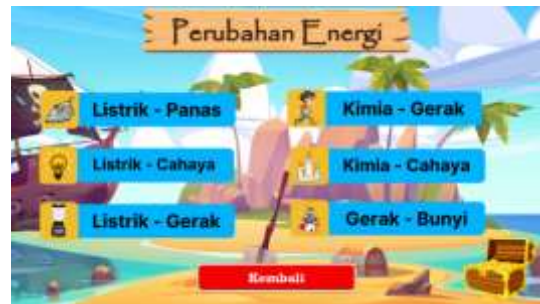 Perubahan Energi
Listrik - Panas
Kimia - Gerak
Listrik - Cahaya
Kimia - Cahaya
Listrik - Gerak
Gerak - Bunyi
Kembali